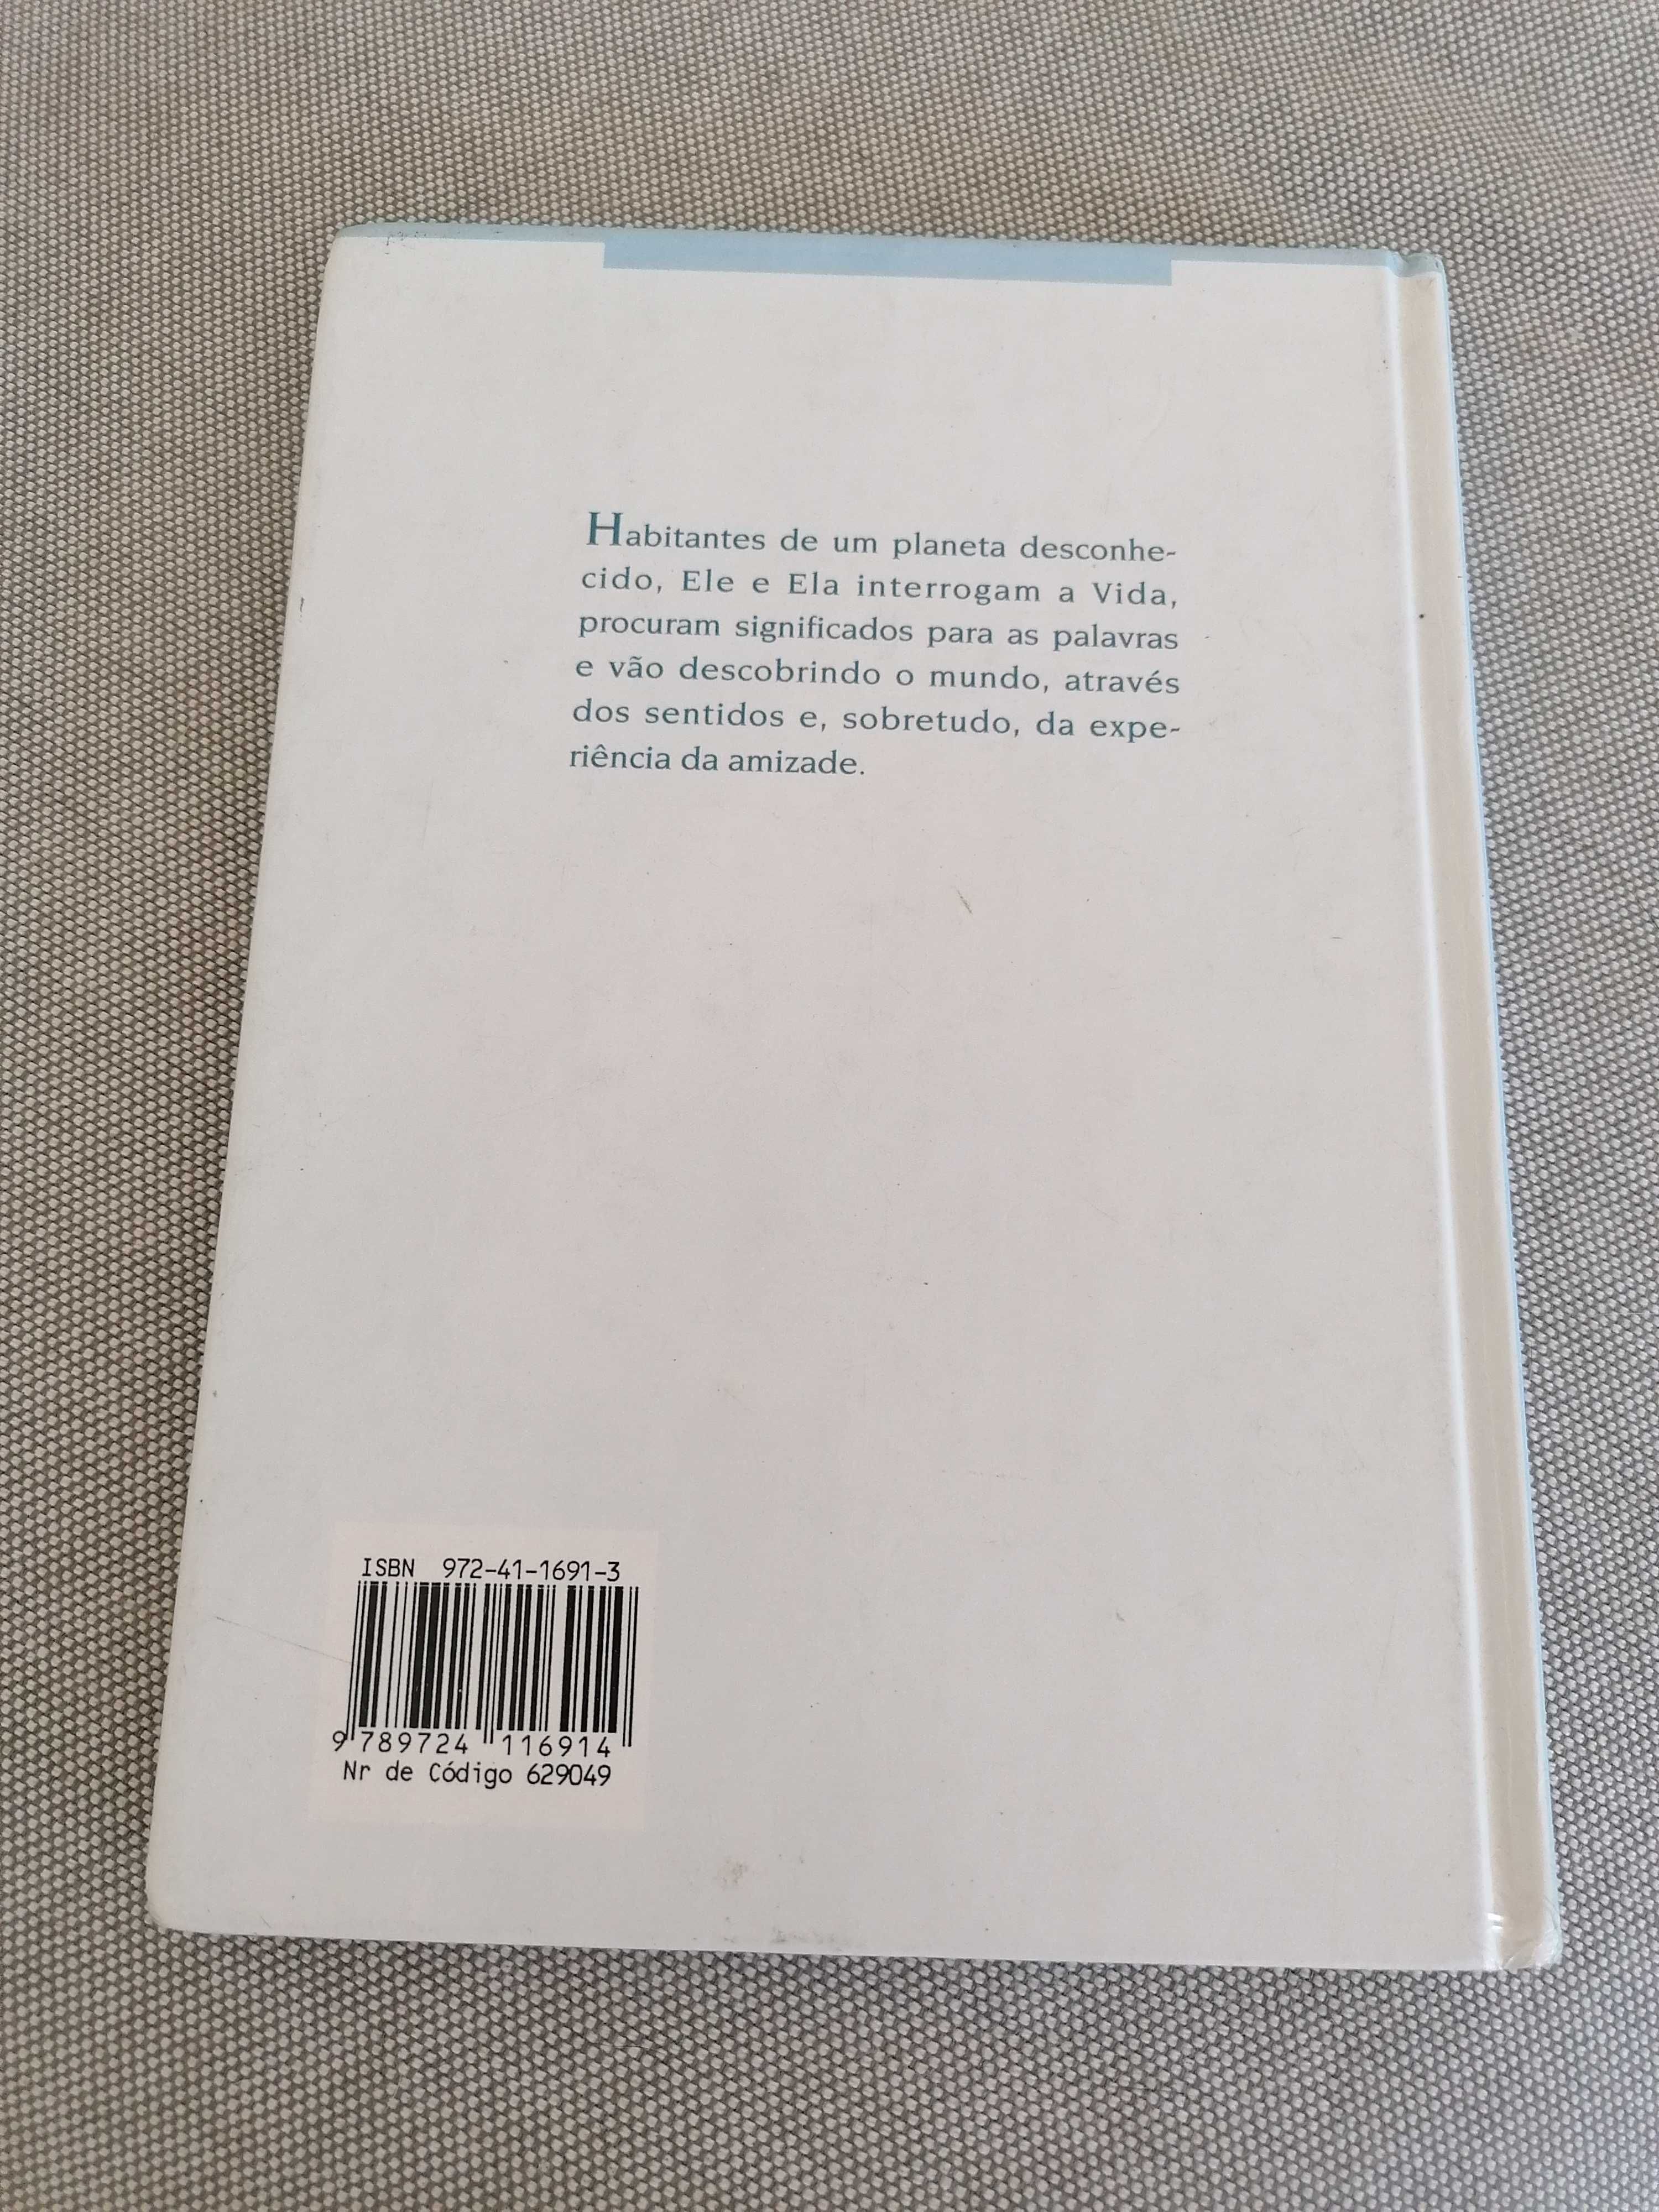 Habitantes de um planeta desconhe-
cido, Ele e Ela interrogam a Vida,
procuram significados para as palavras
e vão descobrindo o mundo, através
dos sentidos e, sobretudo, da expe-
riência da amizade.
ISBN 972-41-1691-3
9 789724 116914
Nr de Código 629049